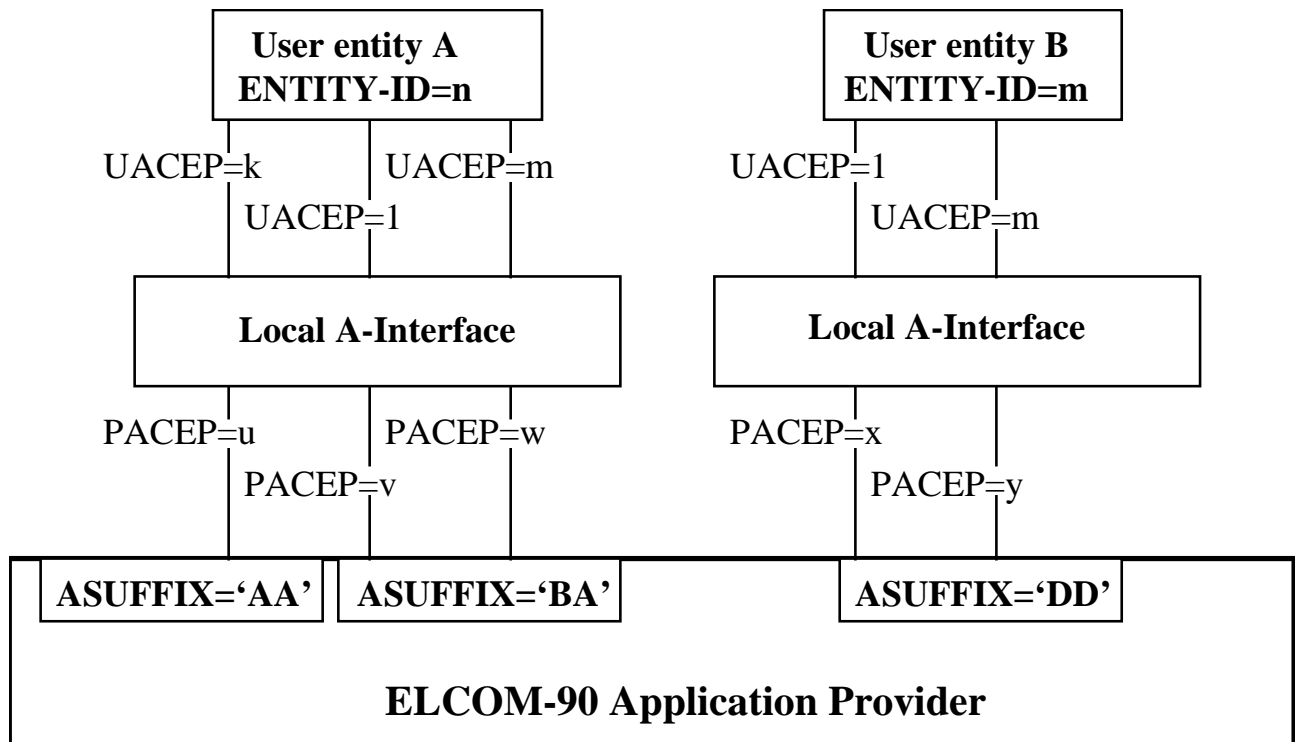 User entity A
ENTITY-ID=n
User entity B
ENTITY-ID=m
UACEP=k
UACEP=m
UACEP=1
UACEP=1
UACEP=m
Local A-Interface
Local A-Interface
PACEP=u
PACEP=w
PACEP=v
PACEP=x
PACEP=y
ASUFFIX=‘AA’
ASUFFIX=‘BA’
ASUFFIX=‘DD’
ELCOM-90 Application Provider